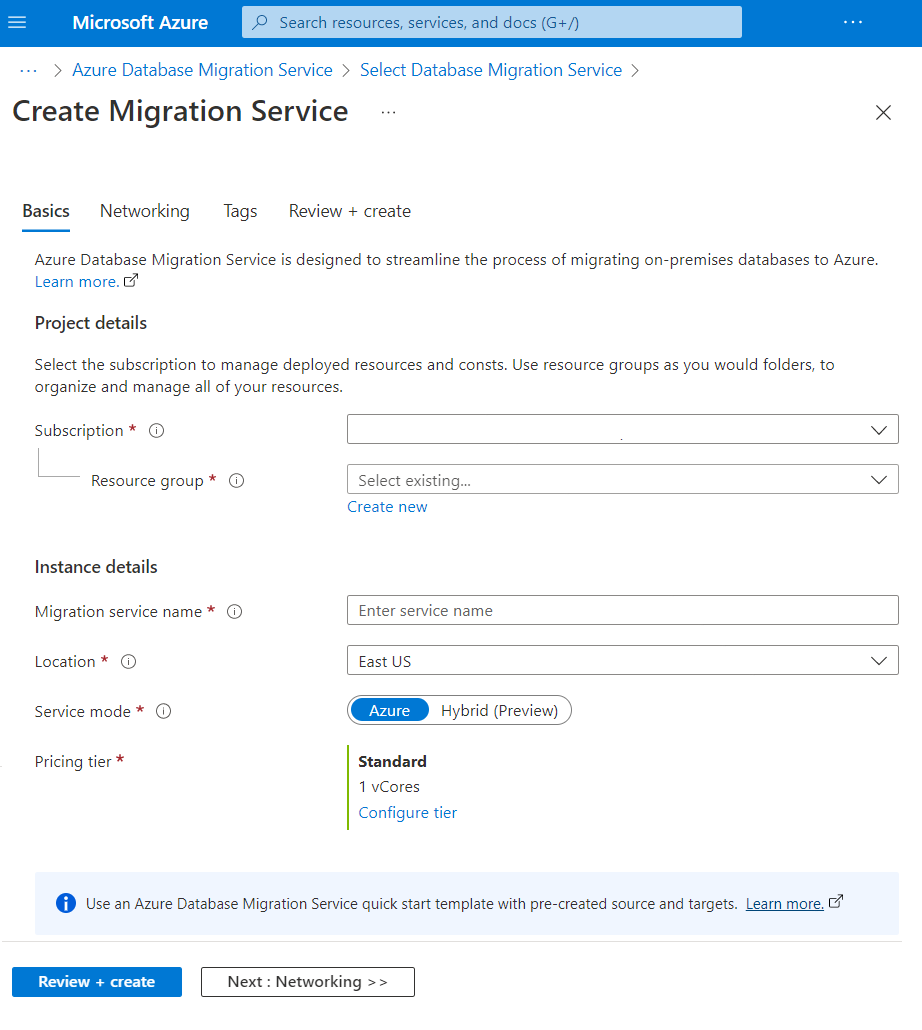 Microsoft Azure
Search resources, services, and docs (G+/)
...
... > Azure Database Migration Service > Select Database Migration Service >
Create Migration Service ...
Basics Networking Tags Review + create
Azure Database Migration Service is designed to streamline the process of migrating on-premises databases to Azure.
Learn more.
Project details
Select the subscription to manage deployed resources and consts. Use resource groups as you would folders, to
organize and manage all of your resources.
Subscription *
Resource group *
Select existing...
Create new
Instance details
Migration service name *
Enter service name
Location *
East US
Service mode *
Azure Hybrid (Preview)
Pricing tier *
Standard
1 vCores
Configure tier
Use an Azure Database Migration Service quick start template with pre-created source and targets. Learn more.
Review + create
Next : Networking >>